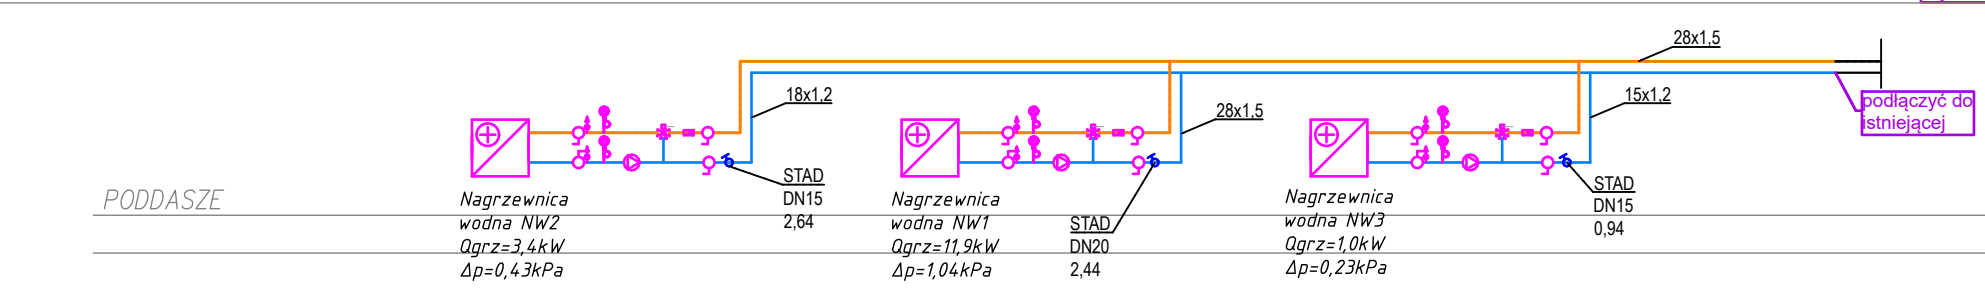 28x1,5
18x1,2
28x1,5
15x1,2
podłączyć do
istniejącej
PODDASZE
Nagrzewnica
wodna NW2
Qgrz=3,4kW
Δp=0,43kPa
STAD
DN15
2,64
Nagrzewnica
wodna NW1
Qgrz=11,9kW
Δp=1,04kPa
STAD
DN20
2,44
Nagrzewnica
wodna NW3
Qgrz=1,0kW
Δp=0,23kPa
STAD
DN15
0,94